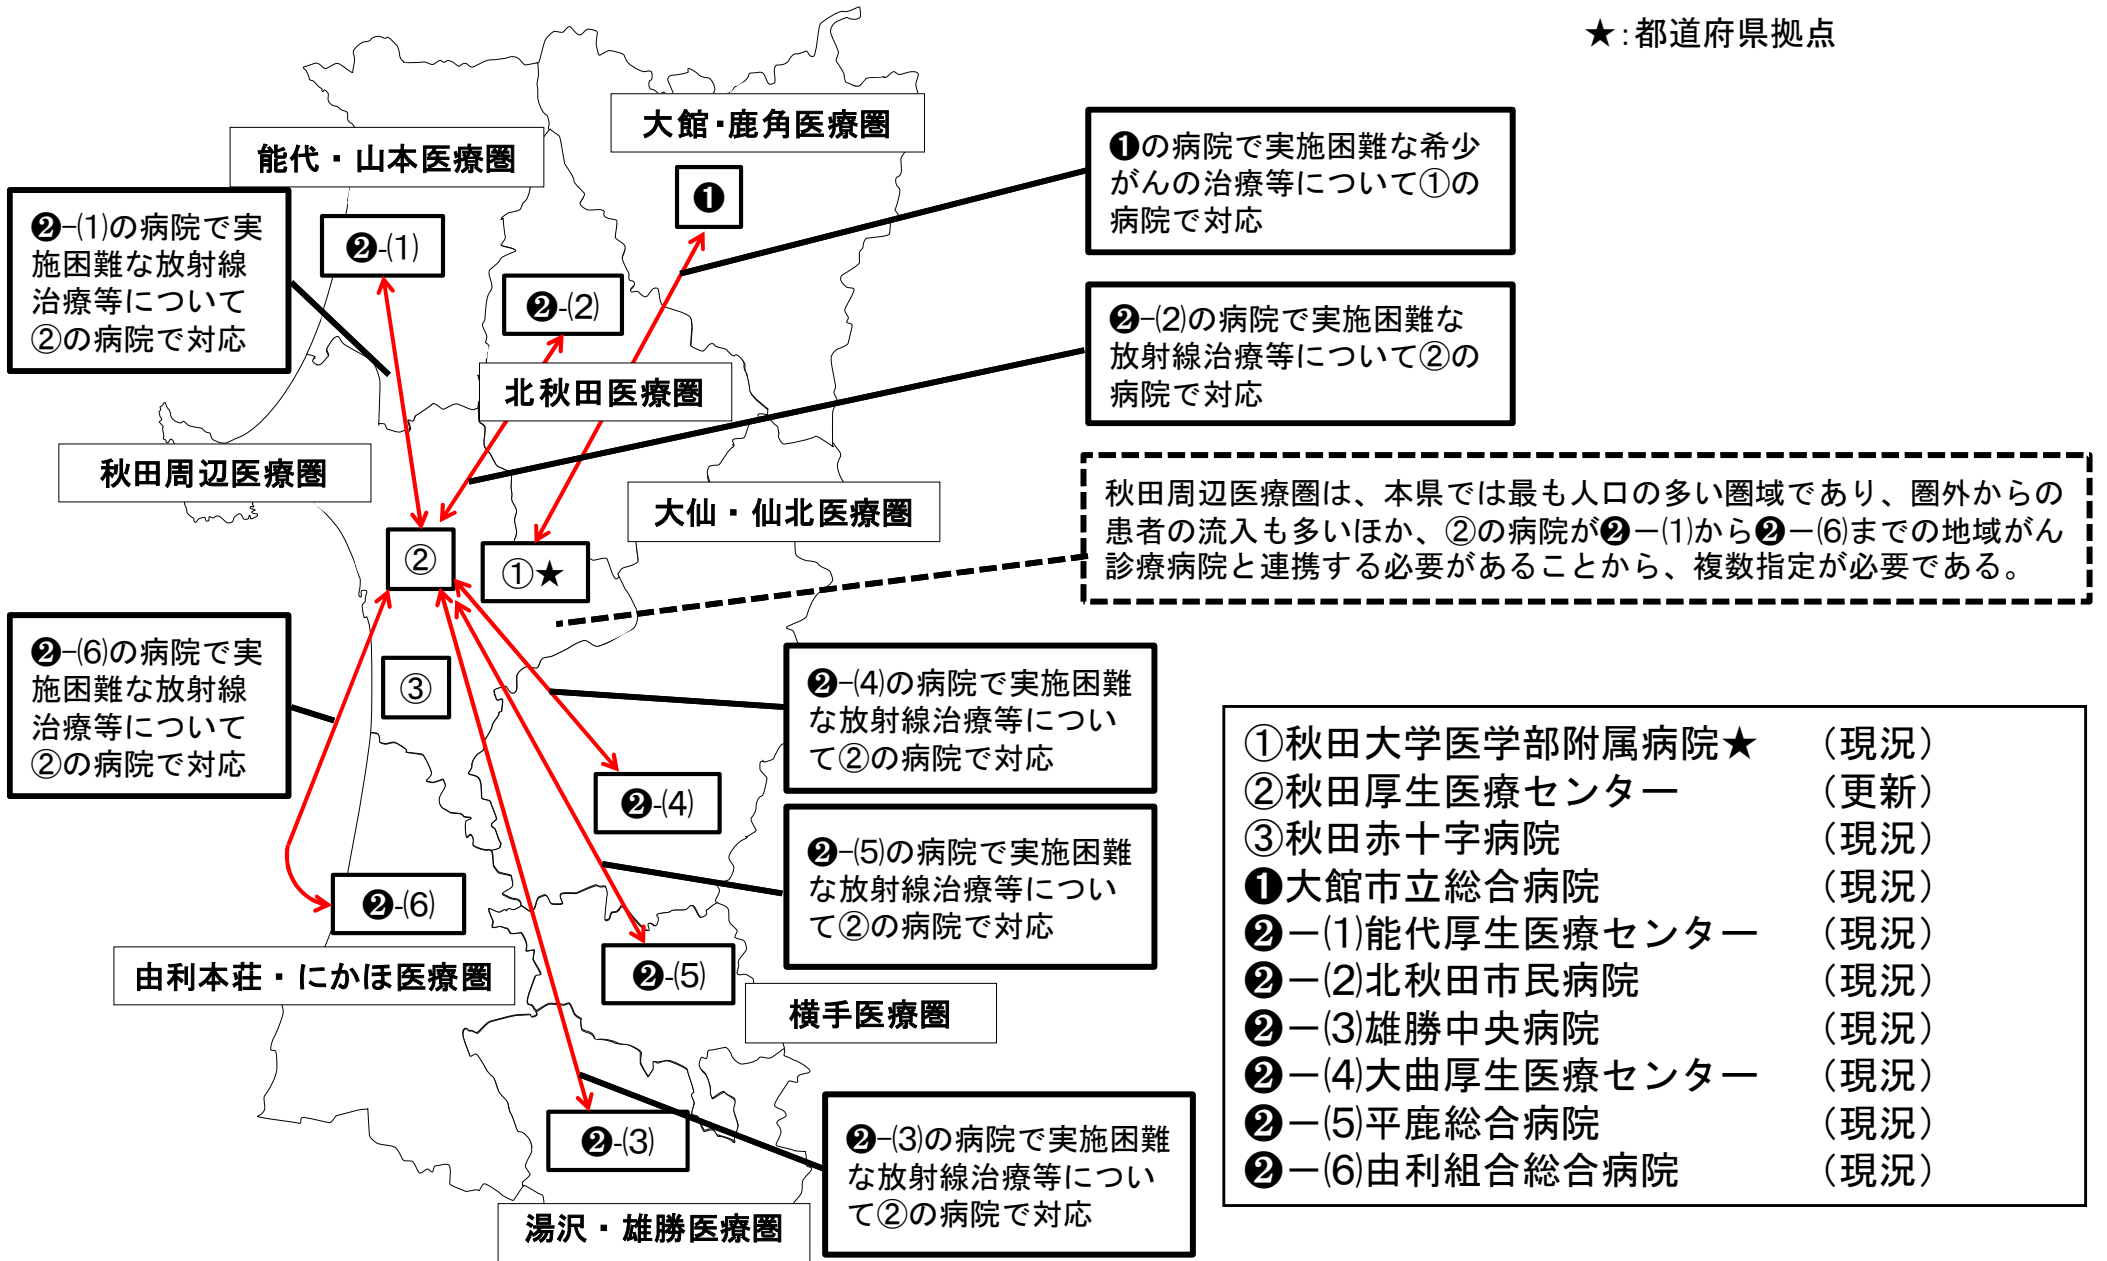 ★:都道府県拠点
大館・鹿角医療圏
能代・山本医療圏
❶
❷-⑴
❷-⑵
北秋田医療圏
秋田周辺医療圏
大仙・仙北医療圏
②
①★
③
❷-⑷
❷-⑹
❷-⑸
由利本荘・にかほ医療圏
横手医療圏
❷-⑶
湯沢・雄勝医療圏
❷-⑴の病院で実
施困難な放射線
治療等について
②の病院で対応
❶の病院で実施困難な希少
がんの治療等について①の
病院で対応
❷-⑵の病院で実施困難な
放射線治療等について②の
病院で対応
秋田周辺医療圏は、本県では最も人口の多い圏域であり、圏外からの
患者の流入も多いほか、②の病院が❷-⑴から❷-⑹までの地域がん
診療病院と連携する必要があることから、複数指定が必要である。
❷-⑹の病院で実
施困難な放射線
治療等について
②の病院で対応
❷-⑷の病院で実施困難
な放射線治療等につい
て②の病院で対応
❷-⑸の病院で実施困難
な放射線治療等につい
て②の病院で対応
❷-⑶の病院で実施困難
な放射線治療等につい
て②の病院で対応
①秋田大学医学部附属病院★ （現況）
②秋田厚生医療センター （更新）
③秋田赤十字病院 （現況）
❶大館市立総合病院 （現況）
❷－⑴能代厚生医療センター （現況）
❷－⑵北秋田市民病院 （現況）
❷－⑶雄勝中央病院 （現況）
❷－⑷大曲厚生医療センター （現況）
❷－⑸平鹿総合病院 （現況）
❷－⑹由利組合総合病院 （現況）